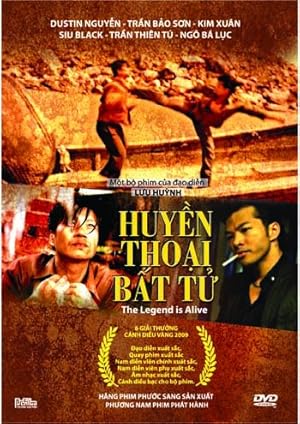 DUSTIN NGUYỄN - TRẦN BẢO SƠN - KIM XUÂN
SIU BLACK - TRẦN THIÊN TÚ - NGÔ BÁ LỤC
Một bộ phim của đạo diễn
LƯU HUỲNH
HUYỀN
THOẠI
BẤT TỬ
The Legend is Alive
6 GIẢI THƯỞNG
CÁNH DIỀU VÀNG 2009
Đạo diễn xuất sắc,
Quay phim xuất sắc
Nam diễn viên chính xuất sắc,
Nam diễn viên phụ xuất sắc,
Âm nhạc xuất sắc,
Cánh diều bạc cho bộ phim.
HÃNG PHIM PHƯỚC SANG SẢN XUẤT
PHƯƠNG NAM PHIM PHÁT HÀNH
DVD